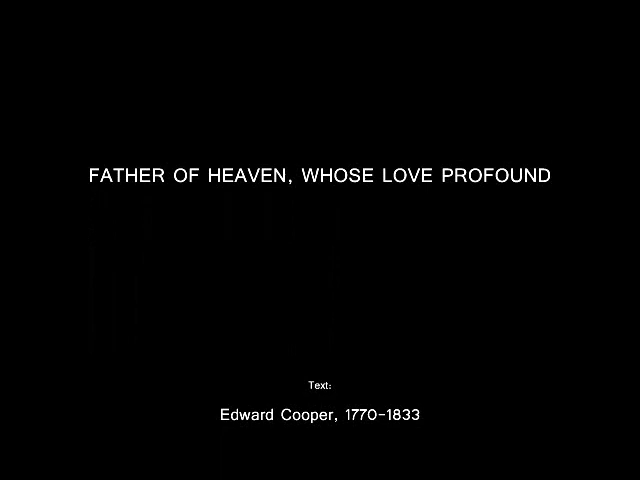 FATHER OF HEAVEN, WHOSE LOVE PROFOUND
Text:
Edward Cooper, 1770-1833